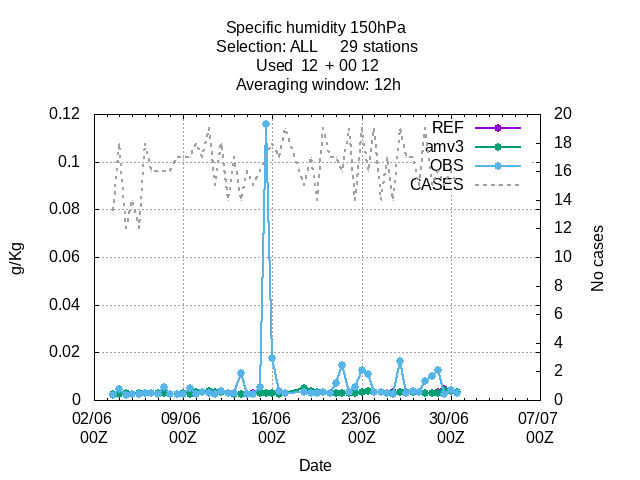 Specific humidity 150hPa
Selection: ALL 29 stations
Used 12 + 00 12
Averaging window: 12h
0.12
0.1
0.08
0.06
0.04
0.02
0
g/Kg
20
18
16
14
12
10
8
6
4
2
0
No cases
REF
amv3
OBS
CASES
02/06 09/06 16/06 23/06 30/06 07/07
00Z 00Z 00Z 00Z 00Z 00Z
Date